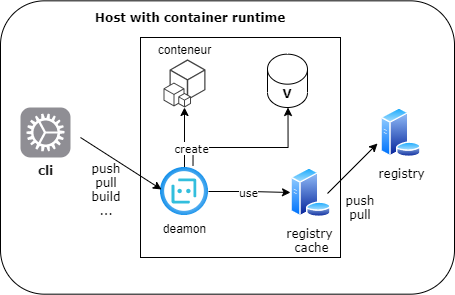 Host with container runtime
conteneur
V
create
cli
push
pull
build
...
use
deamon
registry
cache
push
pull
registry